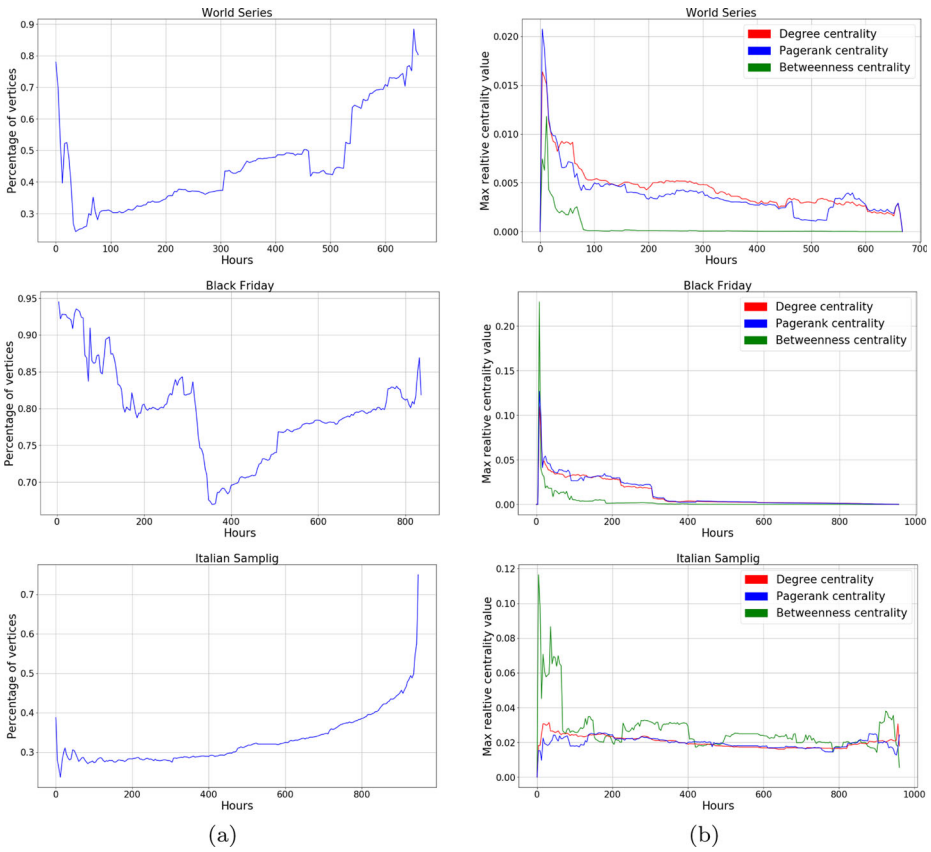 World Series
Percentage of vertices
0.9
0.8
0.7
0.6
0.5
0.4
0.3
0 100 200 300 400 500 600
Hours
World Series
Max realtive centrality value
Degree centrality
Pagerank centrality
Betweenness centrality
0.020
0.015
0.010
0.005
0.000
0 100 200 300 400 500 600 700
Hours
Black Friday
Percentage of vertices
0.95
0.90
0.85
0.80
0.75
0.70
0 200 400 600 800
Hours
Black Friday
Max realtive centrality value
Degree centrality
Pagerank centrality
Betweenness centrality
0.20
0.15
0.10
0.05
0.00
0 200 400 600 800 1000
Hours
Italian Samplig
Percentage of vertices
0.7
0.6
0.5
0.4
0.3
0 200 400 600 800
Hours
Italian Samplig
Max realtive centrality value
Degree centrality
Pagerank centrality
Betweenness centrality
0.12
0.10
0.08
0.06
0.04
0.02
0.00
0 200 400 600 800 1000
Hours
(a)
(b)